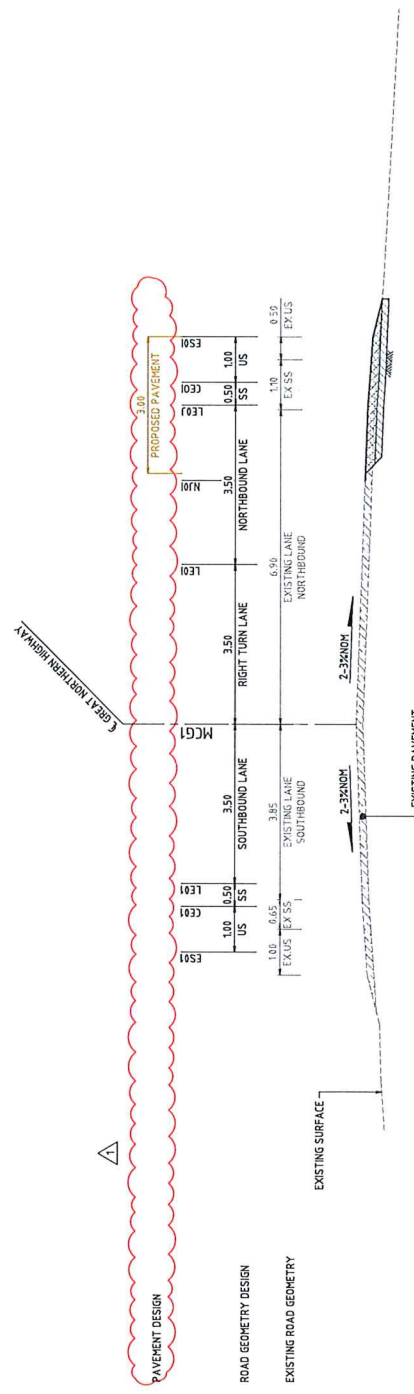 ℄ GREAT NORTHERN HIGHWAY
1
PAVEMENT DESIGN
3.00
PROPOSED PAVEMENT
ES01
CE01
LE01
MCG1
LE01
NJ01
LE0J
CE0J
ES0J
ROAD GEOMETRY DESIGN
1.00
US
0.50
SS
3.50
SOUTHBOUND LANE
3.50
RIGHT TURN LANE
3.50
NORTHBOUND LANE
0.50
SS
1.00
US
EXISTING ROAD GEOMETRY
1.00
EX.US
0.65
EX.SS
3.85
EXISTING LANE
SOUTHBOUND
6.90
EXISTING LANE
NORTHBOUND
1.10
EX.SS
0.50
EX.US
EXISTING SURFACE
2-3%NOM
2-3%NOM